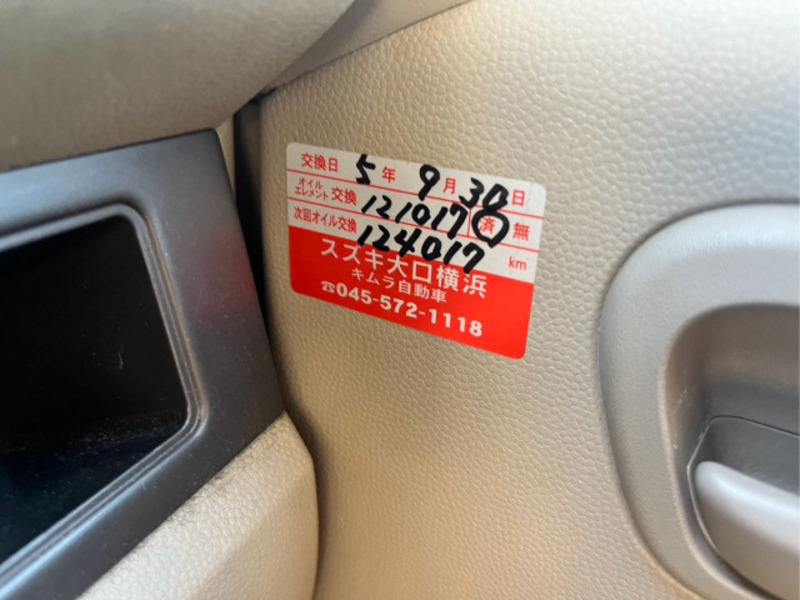 交換日 5年 9月 30日
オイル エレメント 交換 121017 済 無
次回オイル交換 124017 km
スズキ大口横浜
キムラ自動車
☎045-572-1118